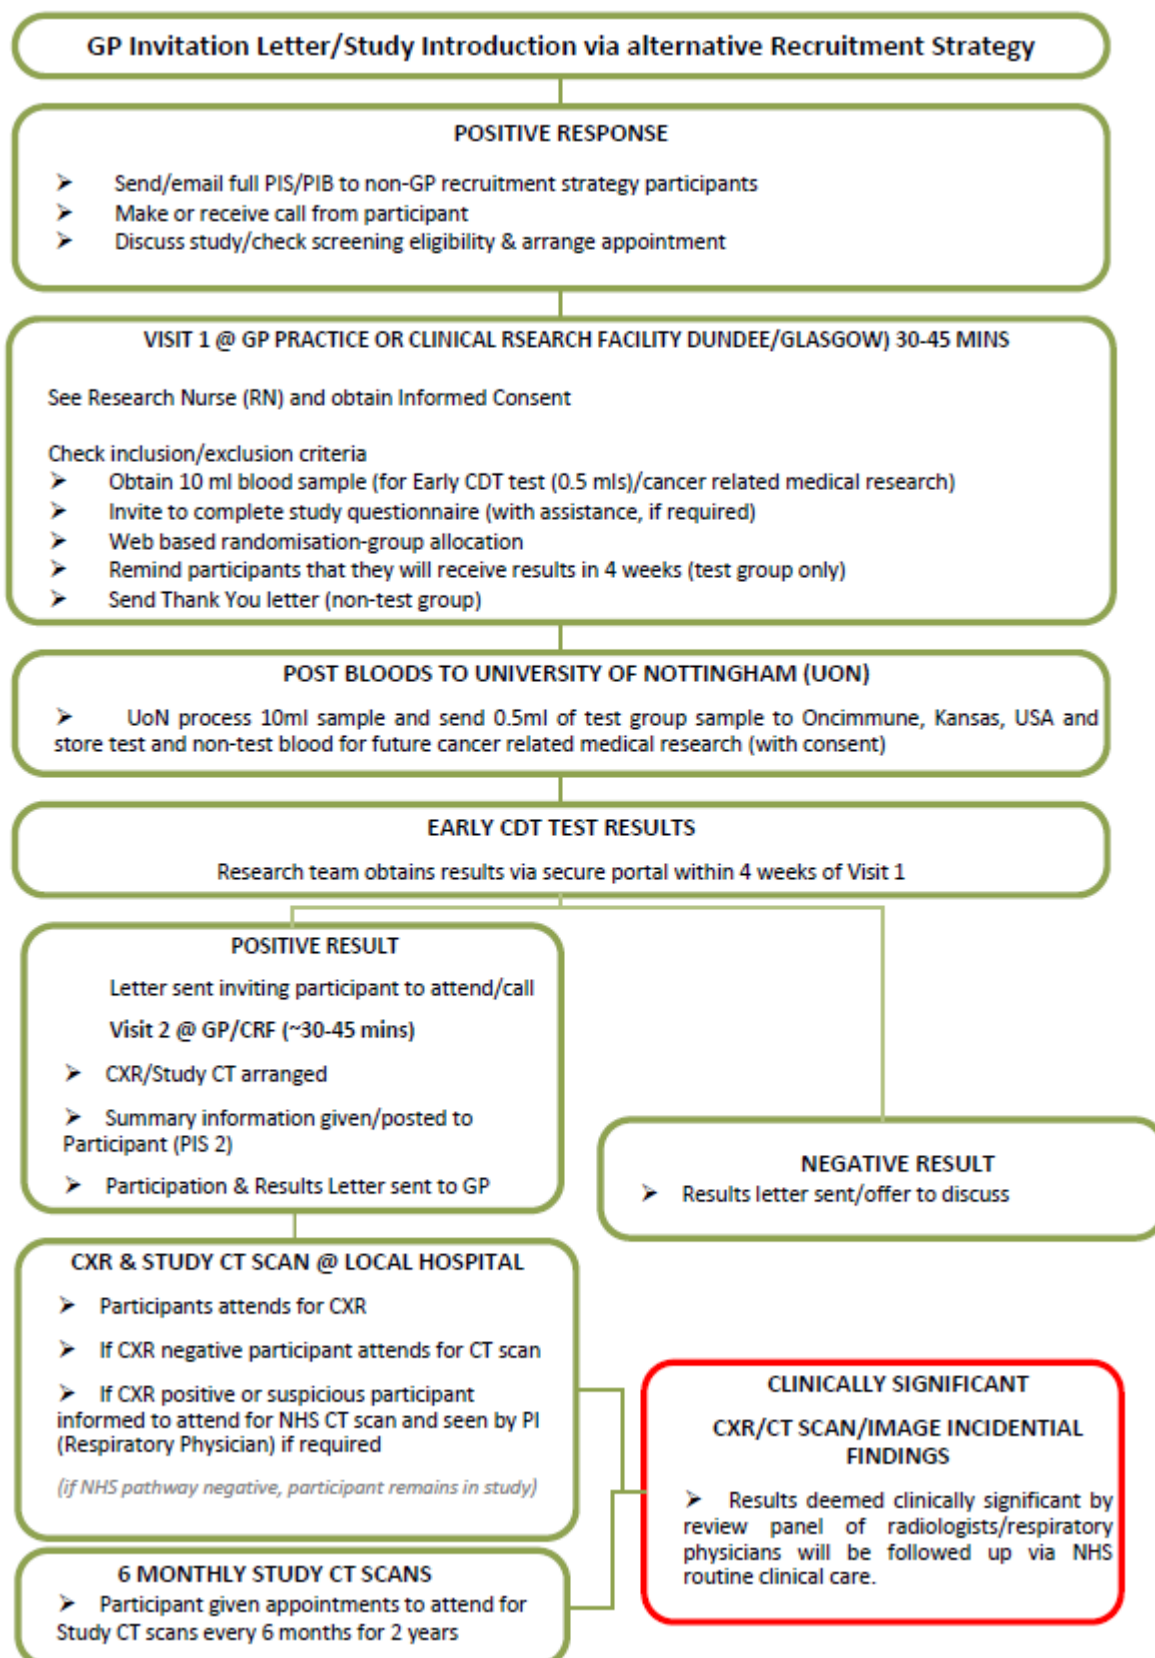 GP Invitation Letter/Study Introduction via alternative Recruitment Strategy
POSITIVE RESPONSE
➢ Send/email full PIS/PIB to non-GP recruitment strategy participants
➢ Make or receive call from participant
➢ Discuss study/check screening eligibility & arrange appointment
VISIT 1 @ GP PRACTICE OR CLINICAL RSEARCH FACILITY DUNDEE/GLASGOW) 30-45 MINS
See Research Nurse (RN) and obtain Informed Consent
Check inclusion/exclusion criteria
➢ Obtain 10 ml blood sample (for Early CDT test (0.5 mls)/cancer related medical research)
➢ Invite to complete study questionnaire (with assistance, if required)
➢ Web based randomisation-group allocation
➢ Remind participants that they will receive results in 4 weeks (test group only)
➢ Send Thank You letter (non-test group)
POST BLOODS TO UNIVERSITY OF NOTTINGHAM (UON)
➢ UoN process 10ml sample and send 0.5ml of test group sample to Oncimmune, Kansas, USA and
store test and non-test blood for future cancer related medical research (with consent)
EARLY CDT TEST RESULTS
Research team obtains results via secure portal within 4 weeks of Visit 1
POSITIVE RESULT
Letter sent inviting participant to attend/call
Visit 2 @ GP/CRF (~30-45 mins)
➢ CXR/Study CT arranged
➢ Summary information given/posted to
Participant (PIS 2)
➢ Participation & Results Letter sent to GP
NEGATIVE RESULT
➢ Results letter sent/offer to discuss
CXR & STUDY CT SCAN @ LOCAL HOSPITAL
➢ Participants attends for CXR
➢ If CXR negative participant attends for CT scan
➢ If CXR positive or suspicious participant
informed to attend for NHS CT scan and seen by PI
(Respiratory Physician) if required
(if NHS pathway negative, participant remains in study)
CLINICALLY SIGNIFICANT
CXR/CT SCAN/IMAGE INCIDENTIAL
FINDINGS
➢ Results deemed clinically significant by
review panel of radiologists/respiratory
physicians will be followed up via NHS
routine clinical care.
6 MONTHLY STUDY CT SCANS
➢ Participant given appointments to attend for
Study CT scans every 6 months for 2 years